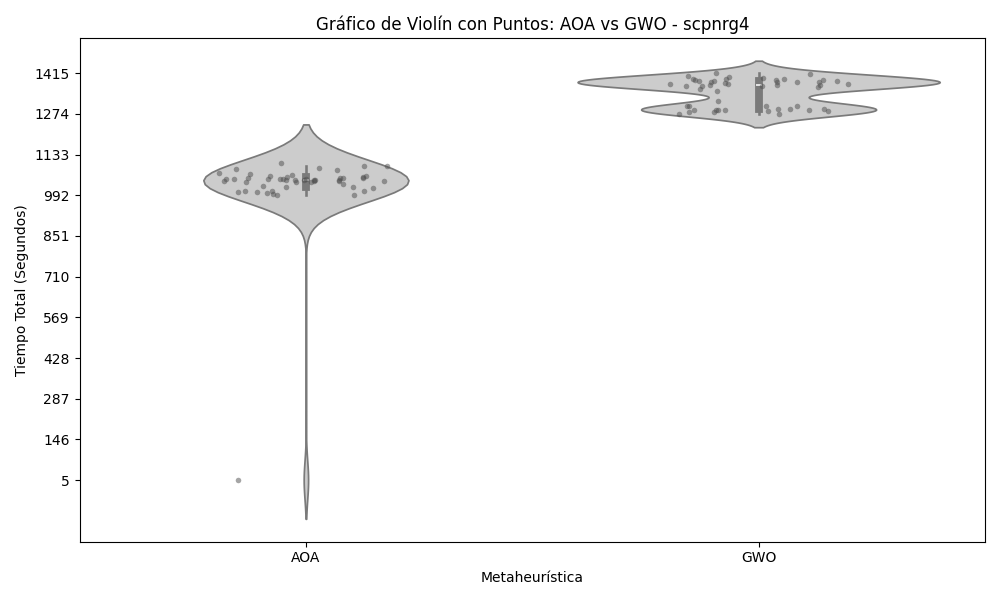 Gráfico de Violín con Puntos: AOA vs GWO - scpnrg4
Tiempo Total (Segundos)
1415
1274
1133
992
851
710
569
428
287
146
5
AOA
GWO
Metaheurística